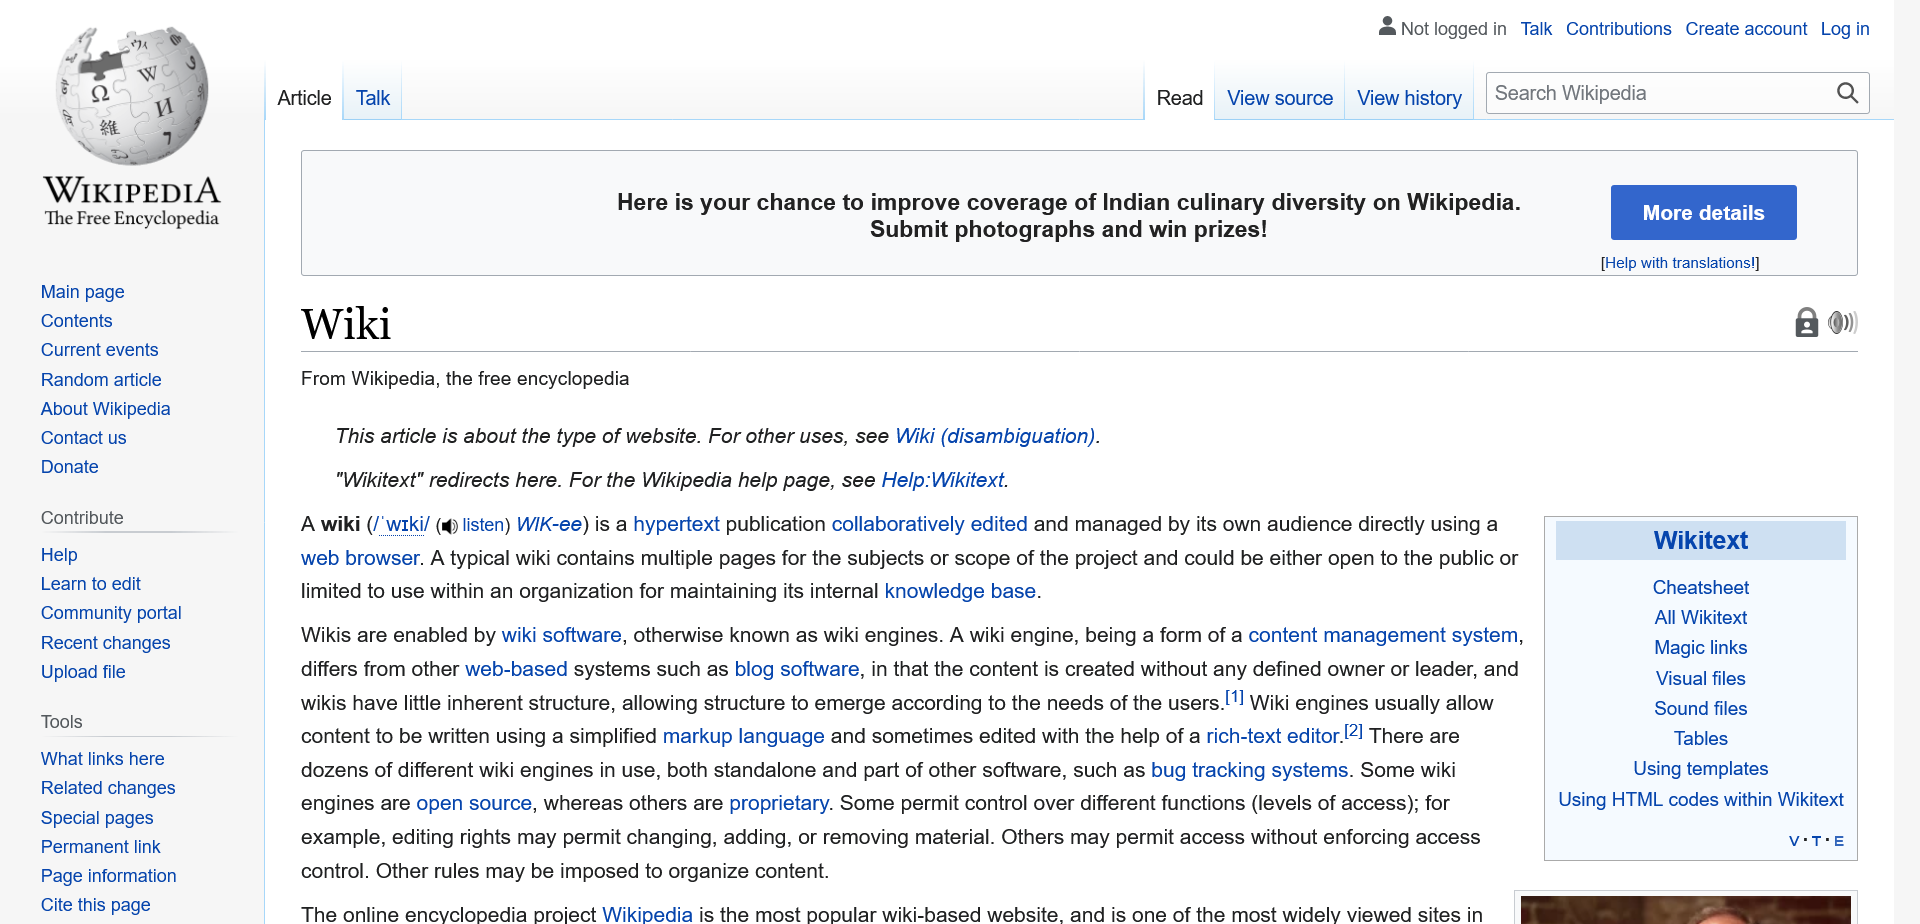 Not logged in Talk Contributions Create account Log in
Article Talk Read View source View history Search Wikipedia
WIKIPEDIA
The Free Encyclopedia
Main page
Contents
Current events
Random article
About Wikipedia
Contact us
Donate
Contribute
Help
Learn to edit
Community portal
Recent changes
Upload file
Tools
What links here
Related changes
Special pages
Permanent link
Page information
Cite this page
Here is your chance to improve coverage of Indian culinary diversity on Wikipedia.
Submit photographs and win prizes!
More details
[Help with translations!]
Wiki
From Wikipedia, the free encyclopedia
This article is about the type of website. For other uses, see Wiki (disambiguation).
"Wikitext" redirects here. For the Wikipedia help page, see Help:Wikitext.
A wiki (/ˈwɪki/ (listen) WIK-ee) is a hypertext publication collaboratively edited and managed by its own audience directly using a
web browser. A typical wiki contains multiple pages for the subjects or scope of the project and could be either open to the public or
limited to use within an organization for maintaining its internal knowledge base.
Wikis are enabled by wiki software, otherwise known as wiki engines. A wiki engine, being a form of a content management system,
differs from other web-based systems such as blog software, in that the content is created without any defined owner or leader, and
wikis have little inherent structure, allowing structure to emerge according to the needs of the users.[1] Wiki engines usually allow
content to be written using a simplified markup language and sometimes edited with the help of a rich-text editor.[2] There are
dozens of different wiki engines in use, both standalone and part of other software, such as bug tracking systems. Some wiki
engines are open source, whereas others are proprietary. Some permit control over different functions (levels of access); for
example, editing rights may permit changing, adding, or removing material. Others may permit access without enforcing access
control. Other rules may be imposed to organize content.
The online encyclopedia project Wikipedia is the most popular wiki-based website, and is one of the most widely viewed sites in
Wikitext
Cheatsheet
All Wikitext
Magic links
Visual files
Sound files
Tables
Using templates
Using HTML codes within Wikitext
V · T · E